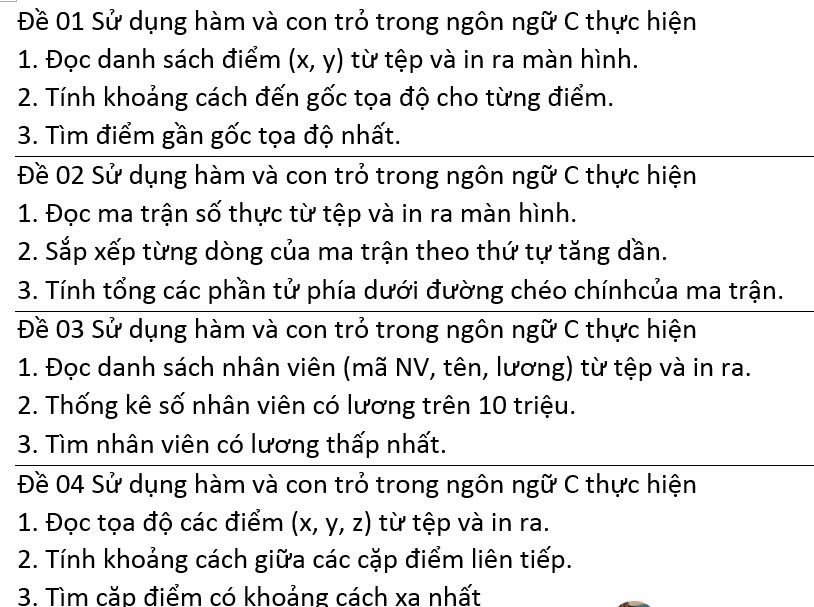 Đề 01 Sử dụng hàm và con trỏ trong ngôn ngữ C thực hiện
1. Đọc danh sách điểm (x, y) từ tệp và in ra màn hình.
2. Tính khoảng cách đến gốc tọa độ cho từng điểm.
3. Tìm điểm gần gốc tọa độ nhất.
Đề 02 Sử dụng hàm và con trỏ trong ngôn ngữ C thực hiện
1. Đọc ma trận số thực từ tệp và in ra màn hình.
2. Sắp xếp từng dòng của ma trận theo thứ tự tăng dần.
3. Tính tổng các phần tử phía dưới đường chéo chínhcủa ma trận.
Đề 03 Sử dụng hàm và con trỏ trong ngôn ngữ C thực hiện
1. Đọc danh sách nhân viên (mã NV, tên, lương) từ tệp và in ra.
2. Thống kê số nhân viên có lương trên 10 triệu.
3. Tìm nhân viên có lương thấp nhất.
Đề 04 Sử dụng hàm và con trỏ trong ngôn ngữ C thực hiện
1. Đọc tọa độ các điểm (x, y, z) từ tệp và in ra.
2. Tính khoảng cách giữa các cặp điểm liên tiếp.
3. Tìm cặp điểm có khoảng cách xa nhất